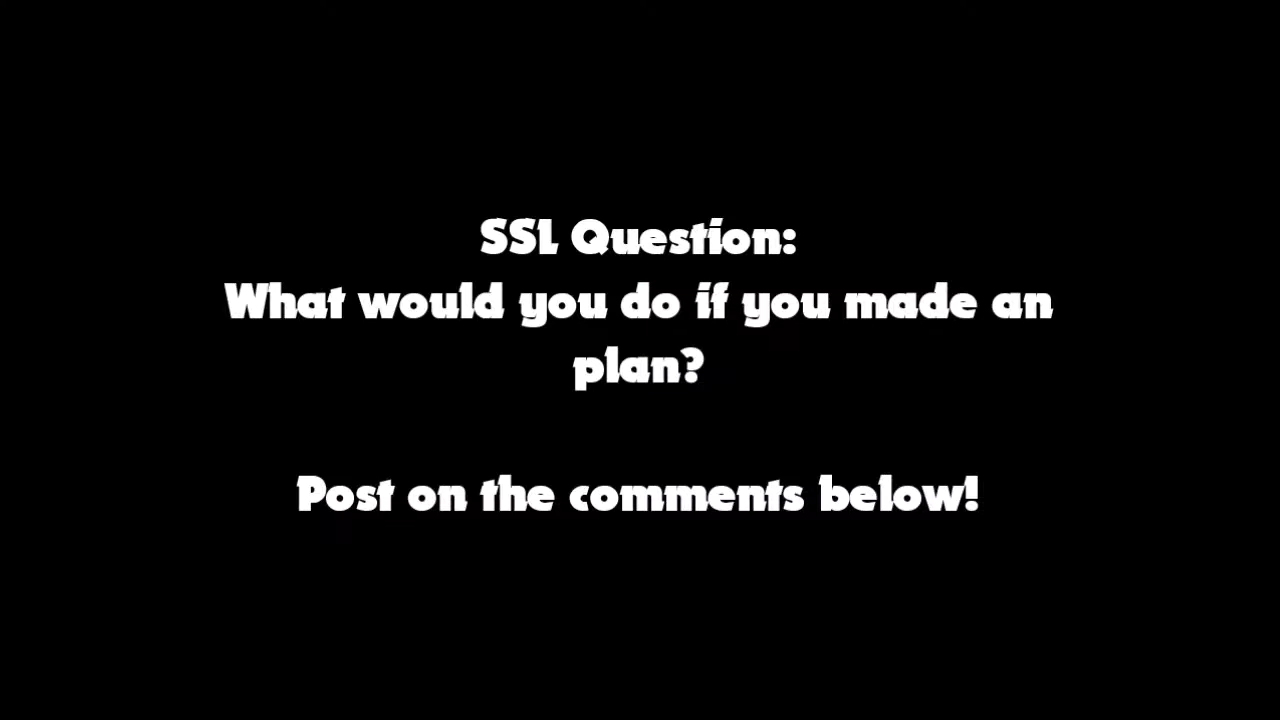 SSL Question:
What would you do if you made an
plan?
Post on the comments below!